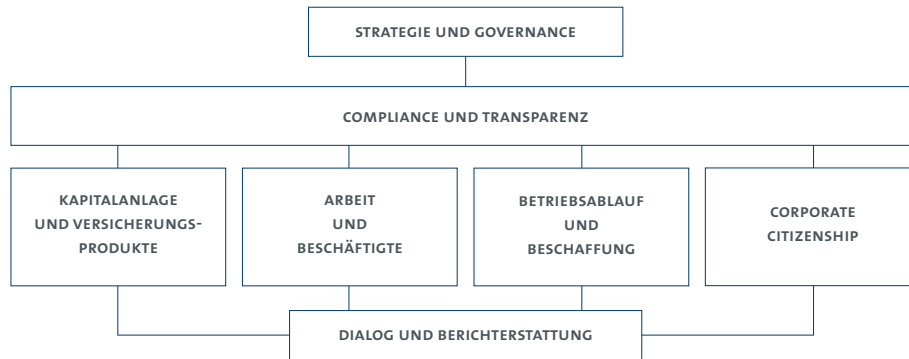 STRATEGIE UND GOVERNANCE
COMPLIANCE UND TRANSPARENZ
KAPITALANLAGE
UND VERSICHERUNGS-
PRODUKTE
ARBEIT
UND
BESCHÄFTIGTE
BETRIEBSABLAUF
UND
BESCHAFFUNG
CORPORATE
CITIZENSHIP
DIALOG UND BERICHTERSTATTUNG